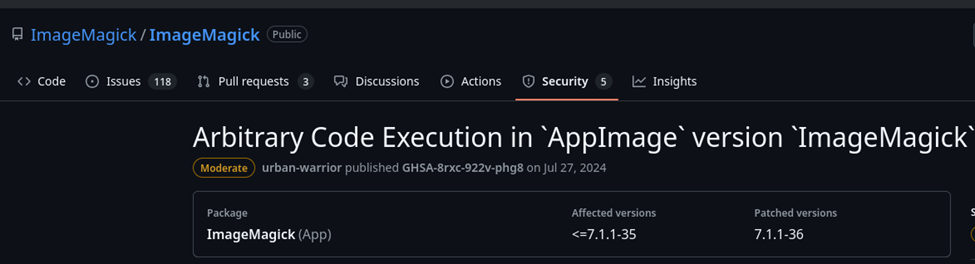 ImageMagick / ImageMagick Public
Code Issues 118 Pull requests 3 Discussions Actions Security 5 Insights
Arbitrary Code Execution in `AppImage` version `ImageMagick`
Moderate urban-warrior published GHSA-8rxc-922v-phg8 on Jul 27, 2024
Package Affected versions Patched versions
ImageMagick (App) <=7.1.1-35 7.1.1-36